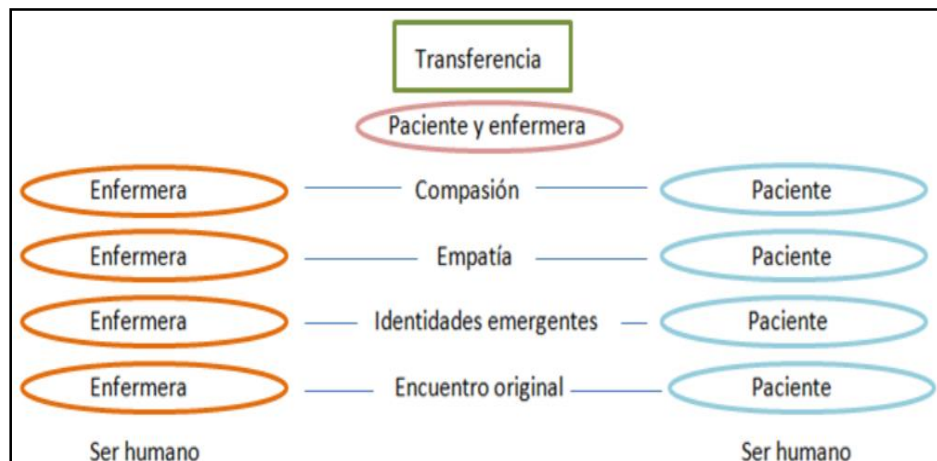 Transferencia
Paciente y enfermera
Enfermera Compasión Paciente
Enfermera Empatía Paciente
Enfermera Identidades emergentes Paciente
Enfermera Encuentro original Paciente
Ser humano Ser humano